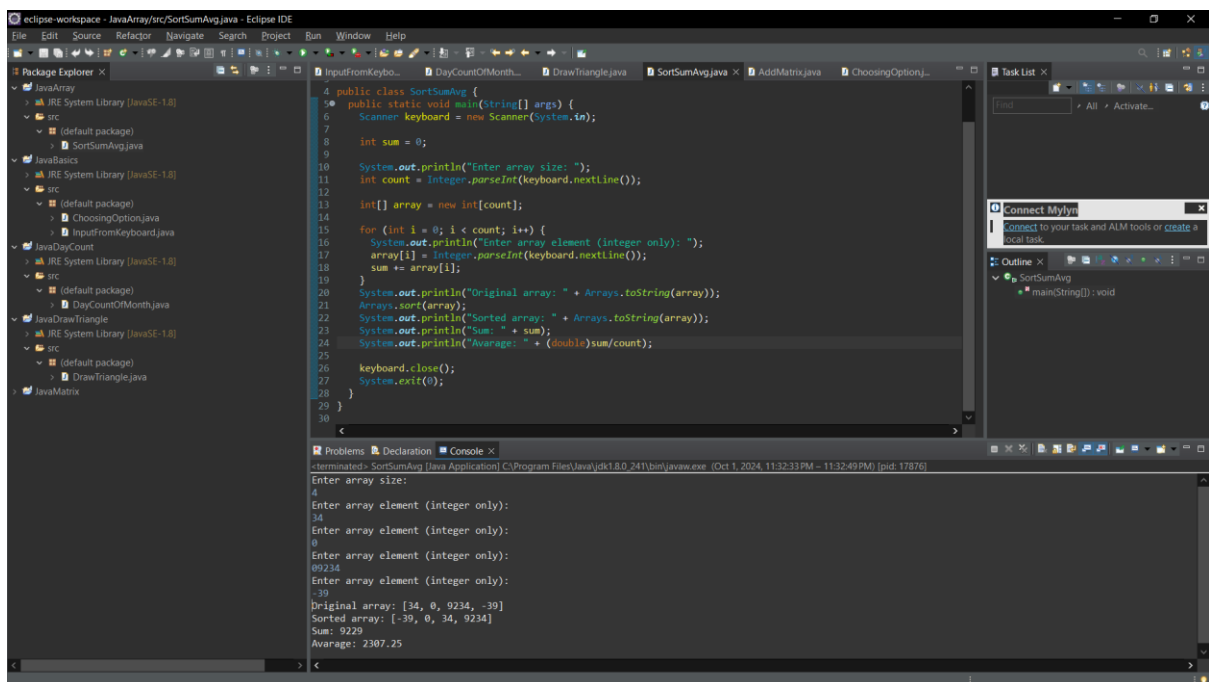 eclipse-workspace - JavaArray/src/SortSumAvg.java - Eclipse IDE
File Edit Source Refactor Navigate Search Project Run Window Help
Package Explorer
JavaArray
JRE System Library [JavaSE-1.8]
src
(default package)
SortSumAvg.java
JavaBasics
JRE System Library [JavaSE-1.8]
src
(default package)
ChoosingOption.java
InputFromKeyboard.java
JavaDayCount
JRE System Library [JavaSE-1.8]
src
(default package)
DayCountOfMonth.java
JavaDrawTriangle
JRE System Library [JavaSE-1.8]
src
(default package)
DrawTriangle.java
JavaMatrix
InputFromKeybo... DayCountOfMonth... DrawTriangle.java SortSumAvg.java AddMatrix.java ChoosingOption.j...
4 public class SortSumAvg {
5 public static void main(String[] args) {
6 Scanner keyboard = new Scanner(System.in);
7
8 int sum = 0;
9
10 System.out.println("Enter array size: ");
11 int count = Integer.parseInt(keyboard.nextLine());
12
13 int[] array = new int[count];
14
15 for (int i = 0; i < count; i++) {
16 System.out.println("Enter array element (integer only): ");
17 array[i] = Integer.parseInt(keyboard.nextLine());
18 sum += array[i];
19 }
20 System.out.println("Original array: " + Arrays.toString(array));
21 Arrays.sort(array);
22 System.out.println("Sorted array: " + Arrays.toString(array));
23 System.out.println("Sum: " + sum);
24 System.out.println("Avarage: " + (double)sum/count);
25
26 keyboard.close();
27 System.exit(0);
28 }
29 }
30
Task List
Find All Activate...
Connect Mylyn
Connect to your task and ALM tools or create a
local task.
Outline
SortSumAvg
main(String[]) : void
Problems Declaration Console
<terminated> SortSumAvg [Java Application] C:\Program Files\Java\jdk1.8.0_241\bin\javaw.exe (Oct 1, 2024, 11:32:33 PM – 11:32:49 PM) [pid: 17876]
Enter array size:
4
Enter array element (integer only):
34
Enter array element (integer only):
0
Enter array element (integer only):
09234
Enter array element (integer only):
-39
Original array: [34, 0, 9234, -39]
Sorted array: [-39, 0, 34, 9234]
Sum: 9229
Avarage: 2307.25